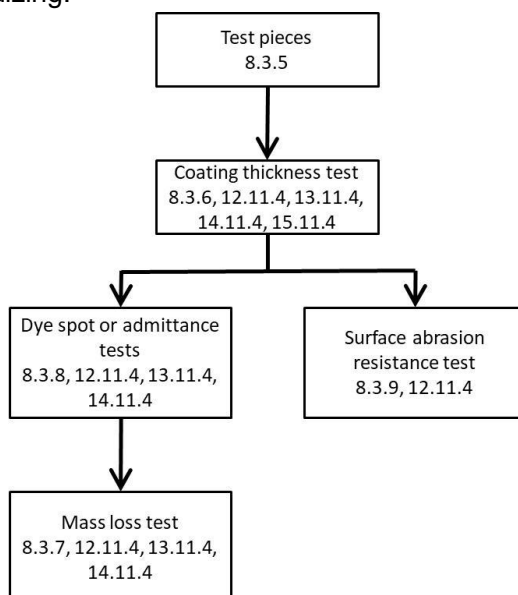 Test pieces
8.3.5
Coating thickness test
8.3.6, 12.11.4, 13.11.4,
14.11.4, 15.11.4
Dye spot or admittance
tests
8.3.8, 12.11.4, 13.11.4,
14.11.4
Surface abrasion
resistance test
8.3.9, 12.11.4
Mass loss test
8.3.7, 12.11.4, 13.11.4,
14.11.4